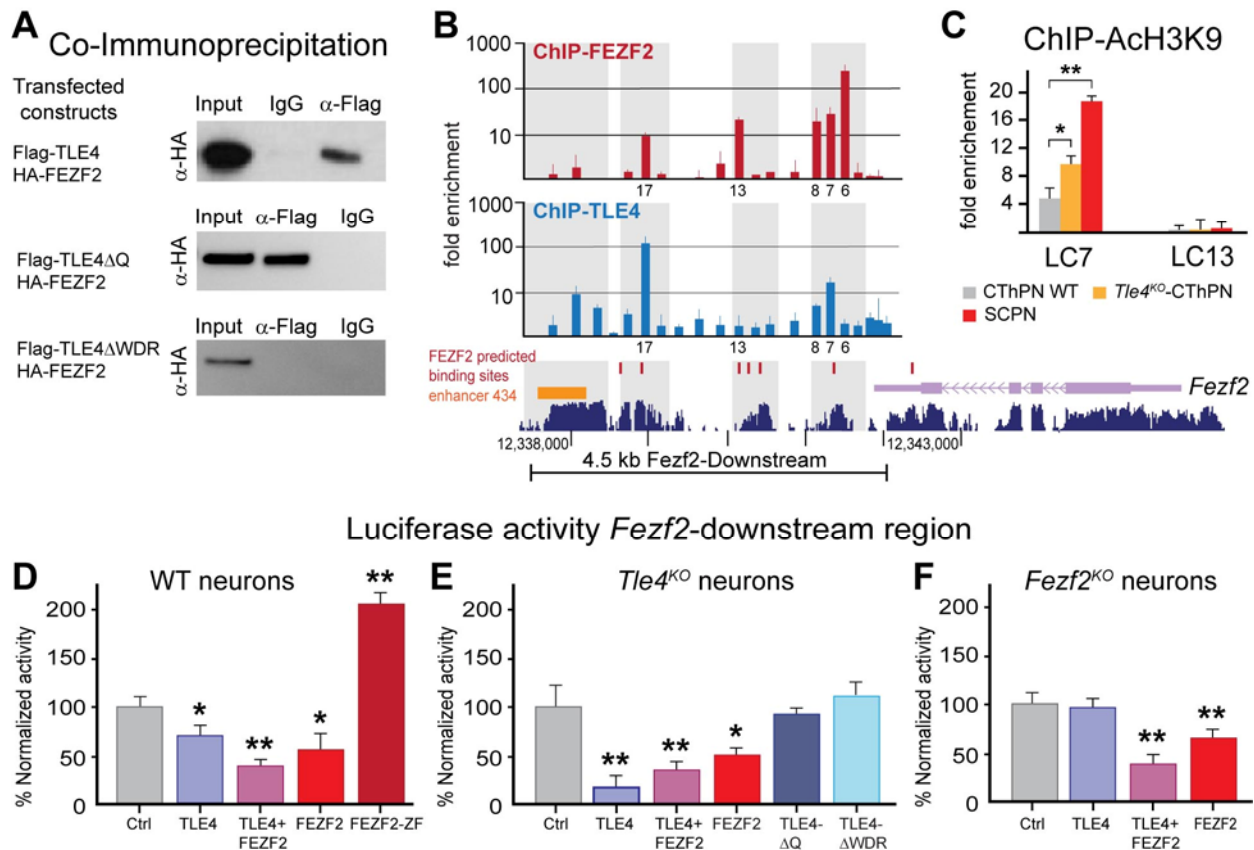 A
Co-Immunoprecipitation
Transfected
constructs
Input IgG α-Flag
Flag-TLE4
HA-FEZF2
α-HA
Input α-Flag IgG
Flag-TLE4ΔQ
HA-FEZF2
α-HA
Input α-Flag IgG
Flag-TLE4ΔWDR
HA-FEZF2
α-HA
B
fold enrichment
1000
ChIP-FEZF2
100
10
17 13 8 7 6
1000
ChIP-TLE4
100
10
17 13 8 7 6
FEZF2 predicted
binding sites
enhancer 434
Fezf2
12,338,000 12,343,000
4.5 kb Fezf2-Downstream
C
ChIP-AcH3K9
fold enrichement
20
16
12
8
4
**
*
LC7 LC13
CThPN WT Tle4KO-CThPN
SCPN
Luciferase activity Fezf2-downstream region
D
WT neurons
% Normalized activity
200
150
100
50
0
* ** * **
Ctrl TLE4 TLE4+ FEZF2 FEZF2-ZF
FEZF2
E
Tle4KO neurons
% Normalized activity
200
150
100
50
0
** ** *
Ctrl TLE4 TLE4+ FEZF2 TLE4- TLE4-
FEZF2 ΔQ ΔWDR
F
Fezf2KO neurons
% Normalized activity
200
150
100
50
0
** **
Ctrl TLE4 TLE4+ FEZF2
FEZF2